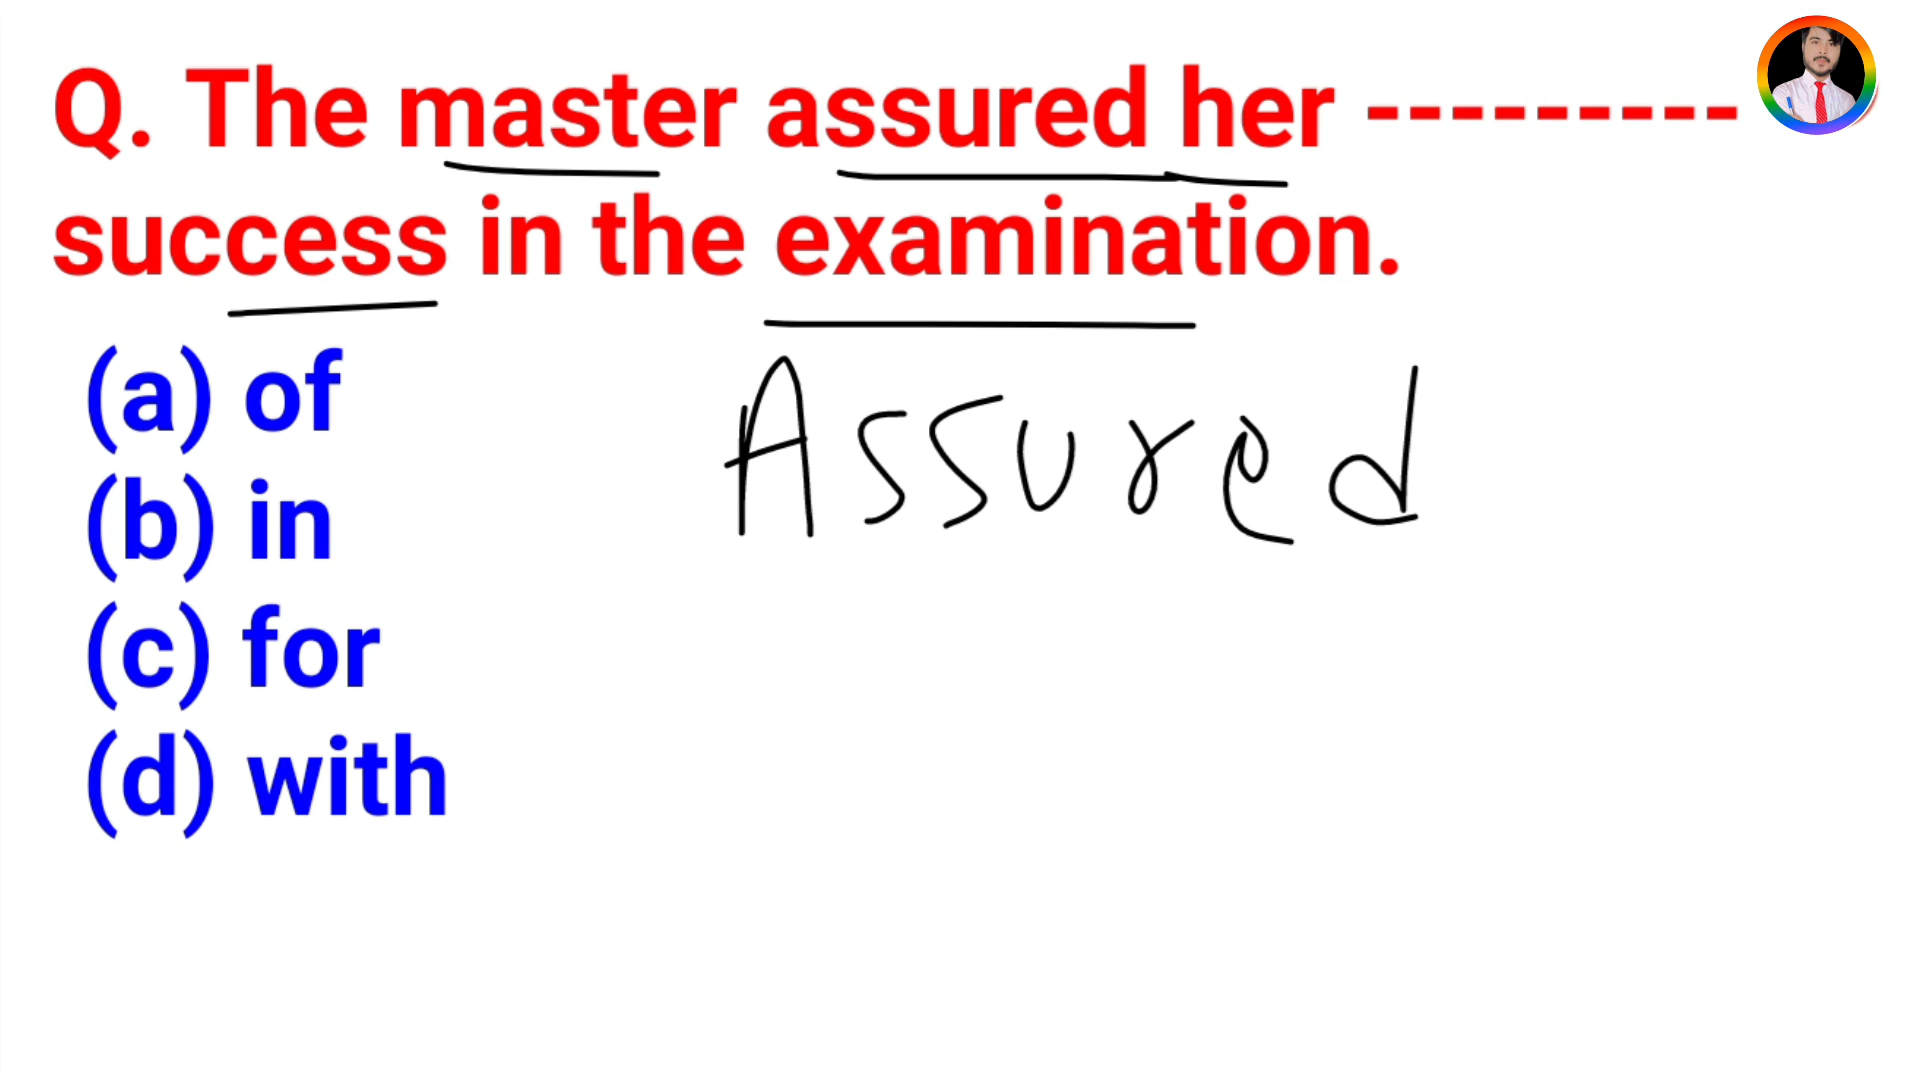 Q. The master assured her ---------
success in the examination.
(a) of
(b) in
(c) for
(d) with
Assured